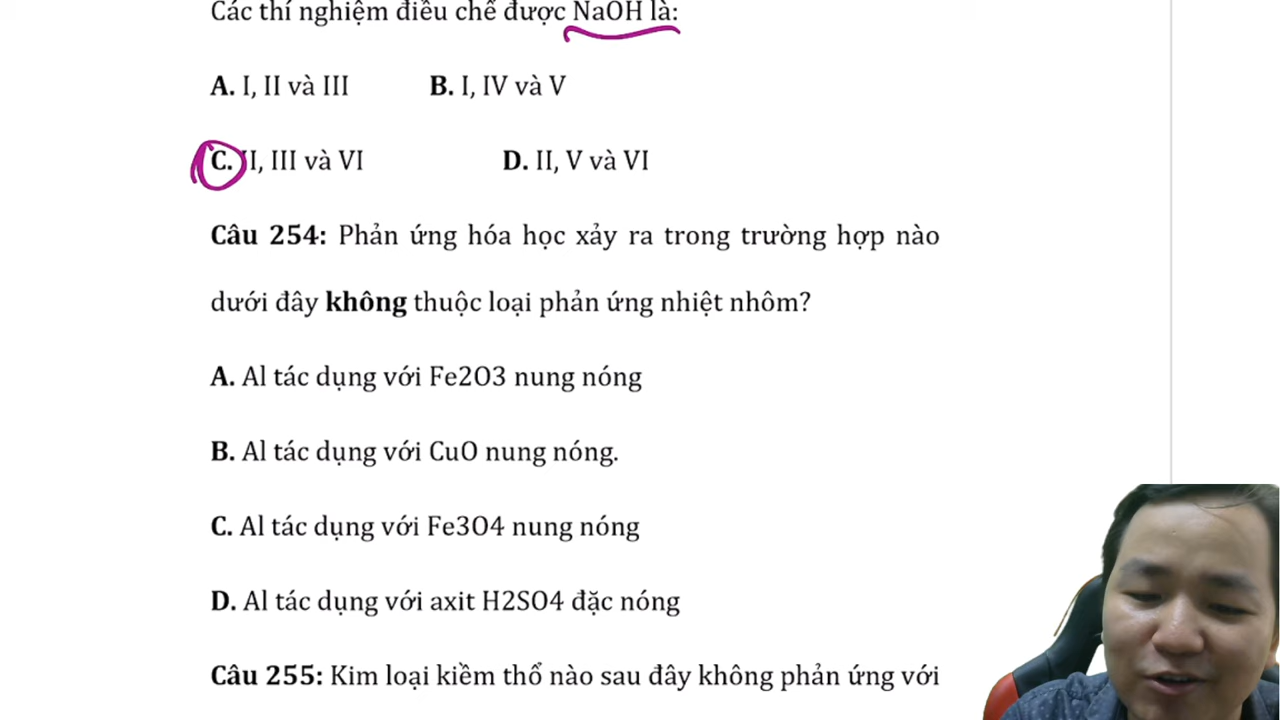 Các thí nghiệm điều chế được NaOH là:
A. I, II và III B. I, IV và V
C. II, III và VI D. II, V và VI
Câu 254: Phản ứng hóa học xảy ra trong trường hợp nào
dưới đây không thuộc loại phản ứng nhiệt nhôm?
A. Al tác dụng với Fe2O3 nung nóng
B. Al tác dụng với CuO nung nóng.
C. Al tác dụng với Fe3O4 nung nóng
D. Al tác dụng với axit H2SO4 đặc nóng
Câu 255: Kim loại kiềm thổ nào sau đây không phản ứng với